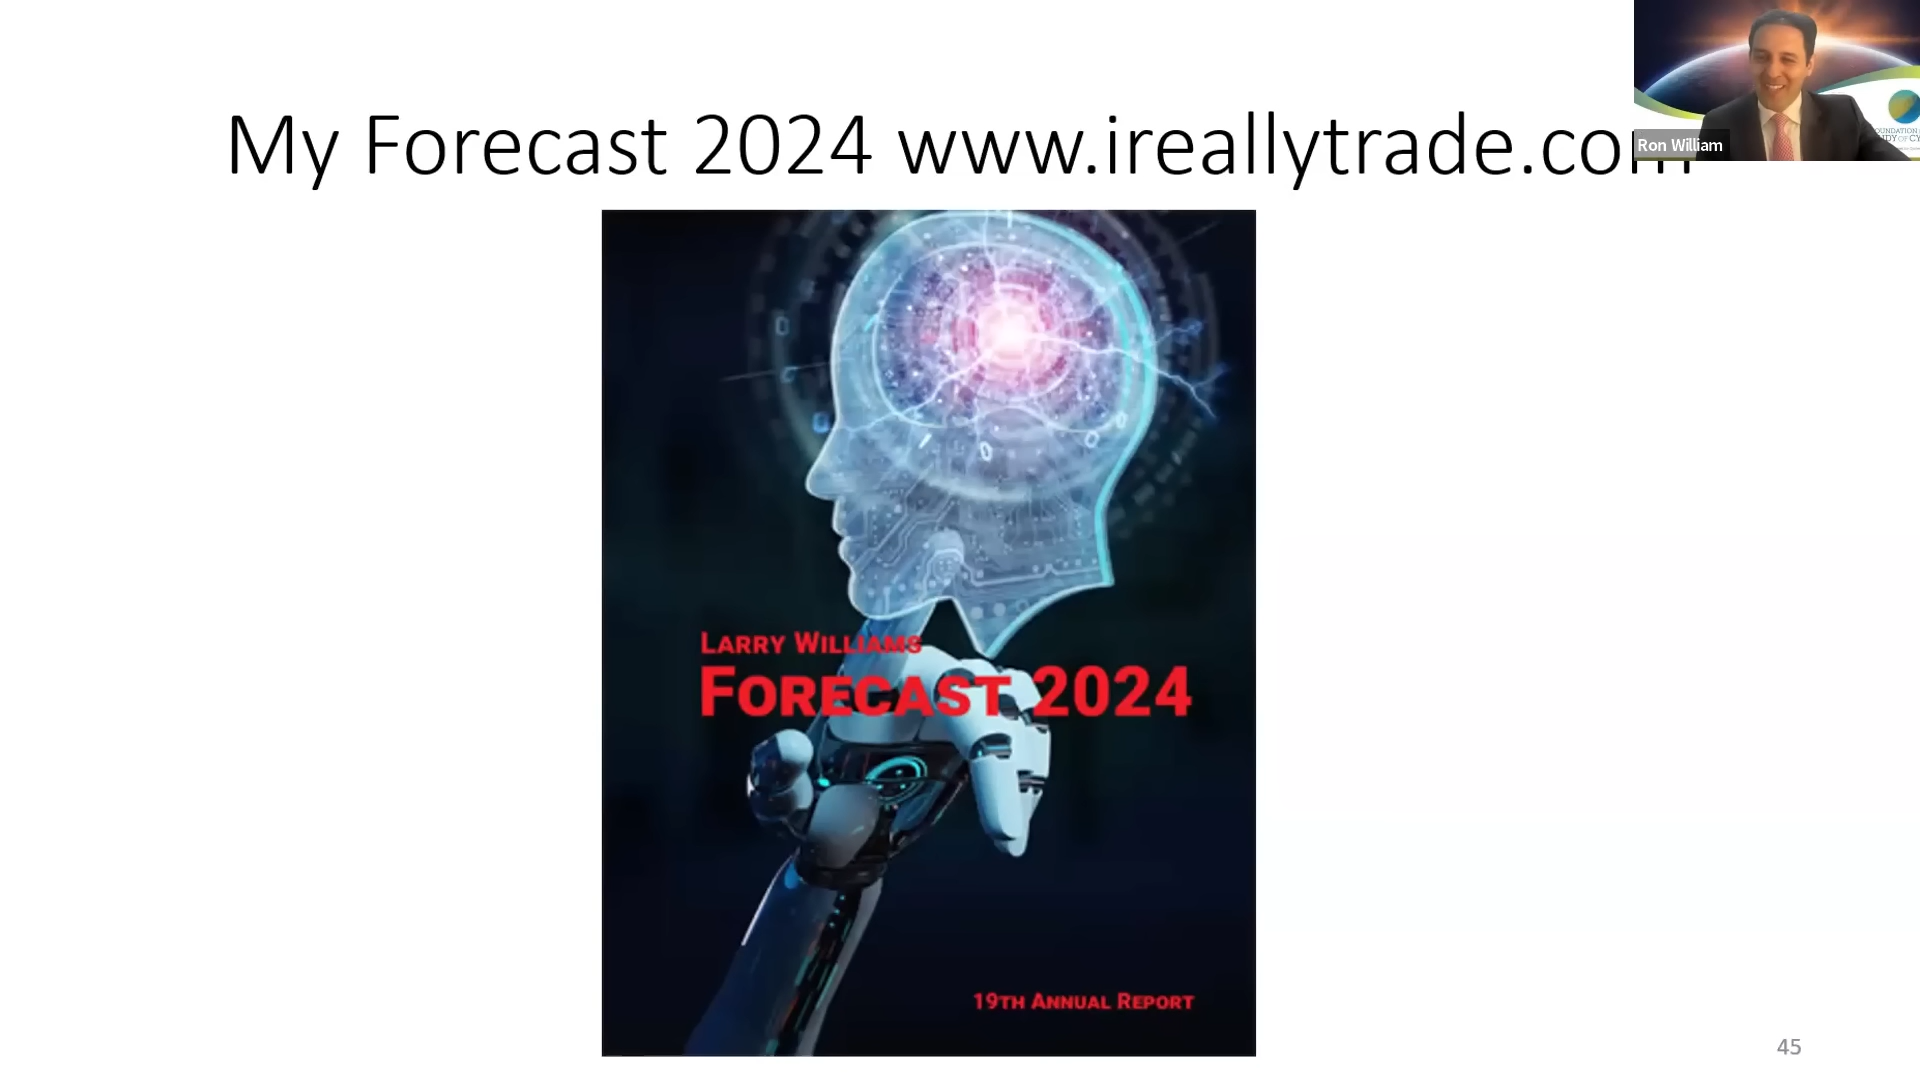 My Forecast 2024 www.ireallytrade.com
Ron William
LARRY WILLIAMS
FORECAST 2024
19TH ANNUAL REPORT
45